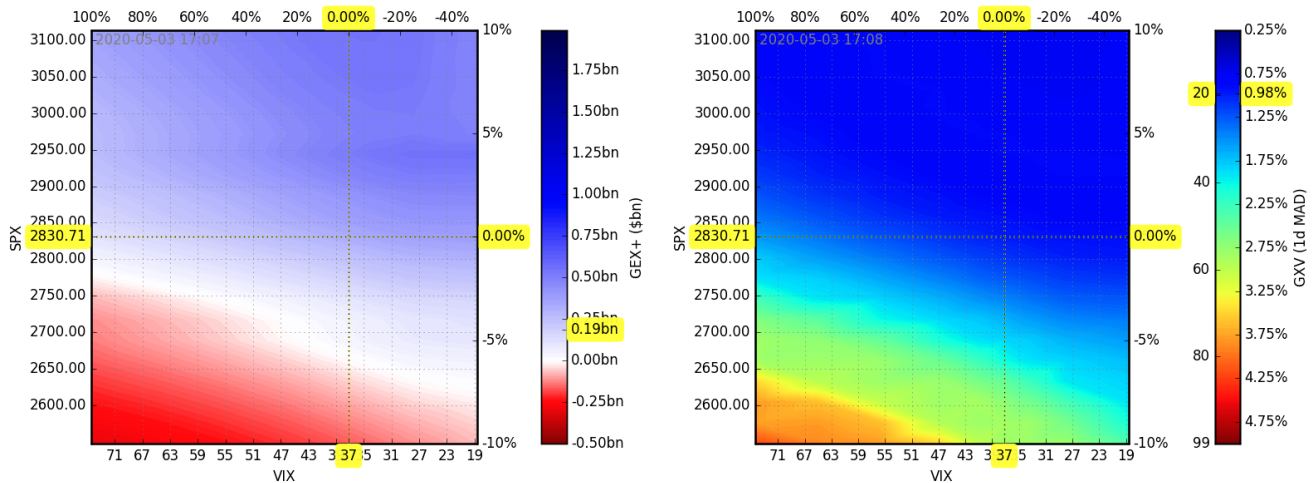 100% 80% 60% 40% 20% 0.00% -20% -40%
2020-05-03 17:07
3100.00
3050.00
3000.00
2950.00
2900.00
2850.00
2830.71
2800.00
2750.00
2700.00
2650.00
2600.00
SPX
10%
5%
0.00%
-5%
-10%
71 67 63 59 55 51 47 43 3 37 35 31 27 23 19
VIX
1.75bn
1.50bn
1.25bn
1.00bn
0.75bn
0.50bn
0.25bn
0.19bn
0.00bn
-0.25bn
-0.50bn
GEX+ ($bn)
100% 80% 60% 40% 20% 0.00% -20% -40%
2020-05-03 17:08
3100.00
3050.00
3000.00
2950.00
2900.00
2850.00
2830.71
2800.00
2750.00
2700.00
2650.00
2600.00
SPX
10%
5%
0.00%
-5%
-10%
71 67 63 59 55 51 47 43 3 37 5 31 27 23 19
VIX
20
40
60
80
99
0.25%
0.75%
0.98%
1.25%
1.75%
2.25%
2.75%
3.25%
3.75%
4.25%
4.75%
GXV (1d MAD)